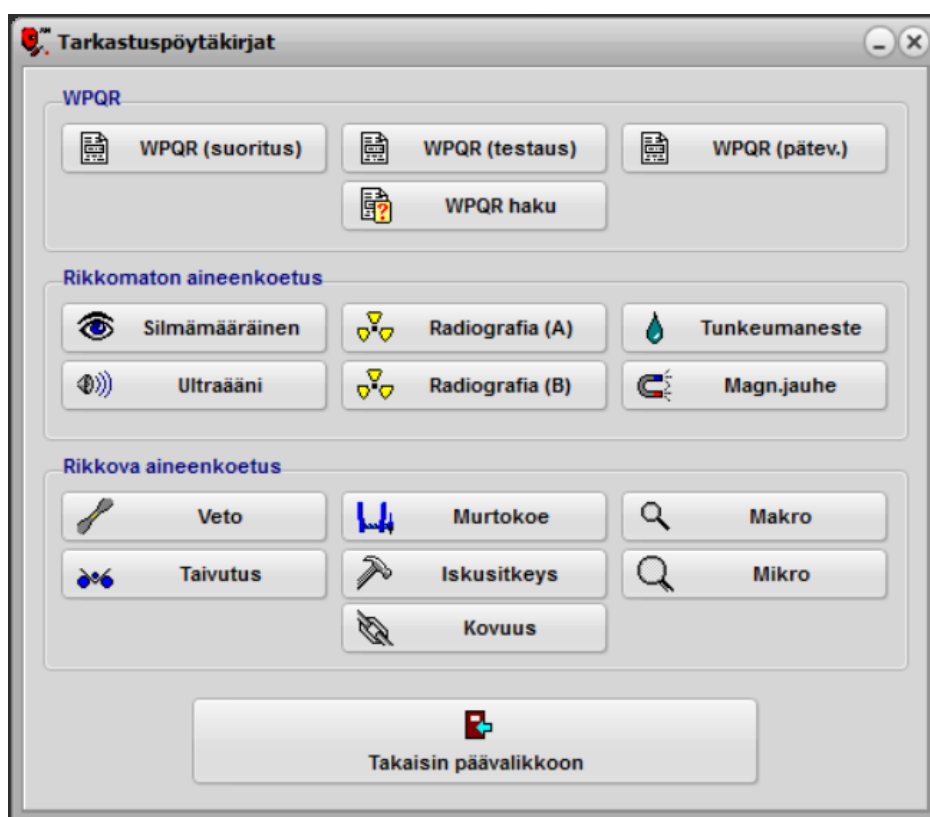 Tarkastuspöytäkirjat
WPQR
WPQR (suoritus) WPQR (testaus) WPQR (pätev.)
WPQR haku
Rikkomaton aineenkoetus
Silmämääräinen Radiografia (A) Tunkeumaneste
Ultraääni Radiografia (B) Magn.jauhe
Rikkova aineenkoetus
Veto Murtokoe Makro
Taivutus Iskusitkeys Mikro
Kovuus
Takaisin päävalikkoon